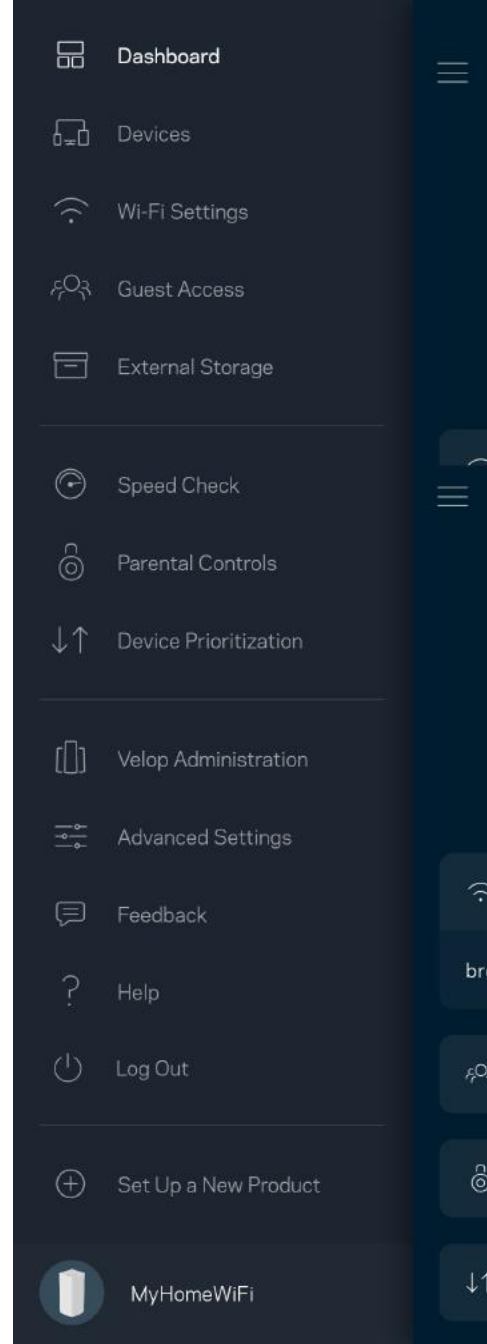 Dashboard
Devices
Wi-Fi Settings
Guest Access
External Storage
Speed Check
Parental Controls
Device Prioritization
Velop Administration
Advanced Settings
Feedback
Help
Log Out
Set Up a New Product
MyHomeWiFi